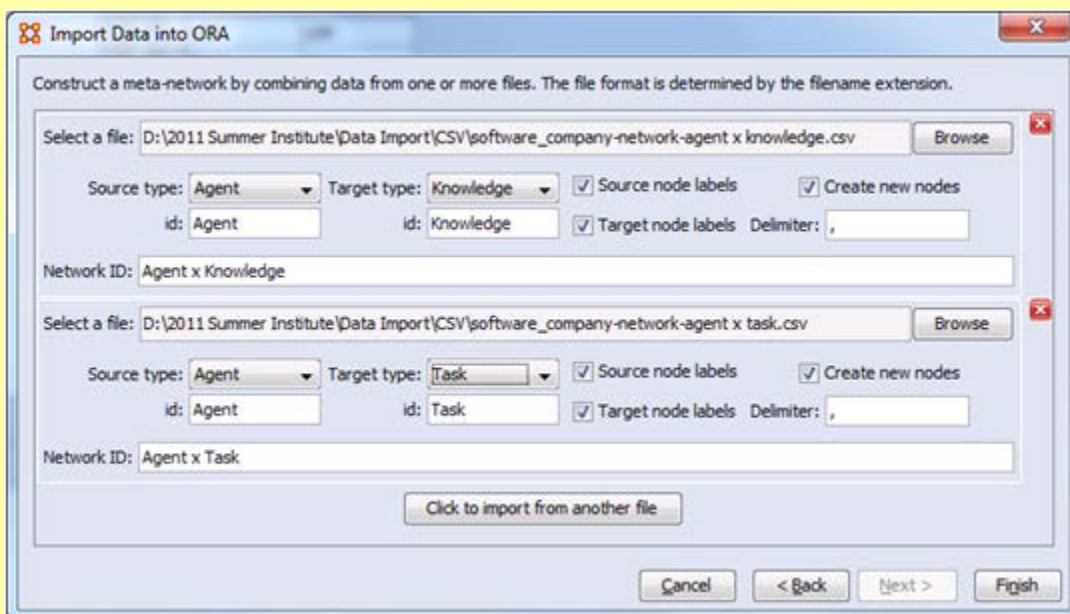 Import Data into ORA
Construct a meta-network by combining data from one or more files. The file format is determined by the filename extension.
Select a file: D:\2011 Summer Institute\Data Import\CSV\software_company-network-agent x knowledge.csv Browse
Source type: Agent Target type: Knowledge Source node labels Create new nodes
id: Agent id: Knowledge Target node labels Delimiter: ,
Network ID: Agent x Knowledge
Select a file: D:\2011 Summer Institute\Data Import\CSV\software_company-network-agent x task.csv Browse
Source type: Agent Target type: Task Source node labels Create new nodes
id: Agent id: Task Target node labels Delimiter: ,
Network ID: Agent x Task
Click to import from another file
Cancel < Back Next > Finish